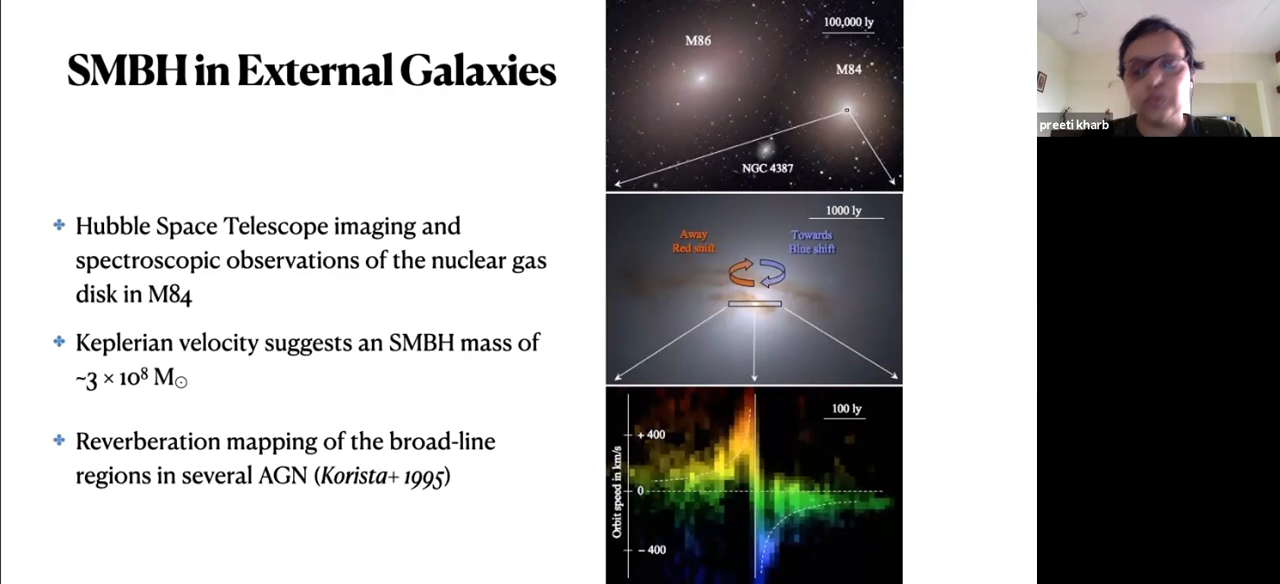 SMBH in External Galaxies
Hubble Space Telescope imaging and
spectroscopic observations of the nuclear gas
disk in M84
Keplerian velocity suggests an SMBH mass of
~3 × 10⁸ M☉
Reverberation mapping of the broad-line
regions in several AGN (Korista+ 1995)
100,000 ly
M86
M84
NGC 4387
1000 ly
Away
Red shift
Towards
Blue shift
100 ly
Orbit speed in km/s
+ 400
0
- 400
preeti kharb